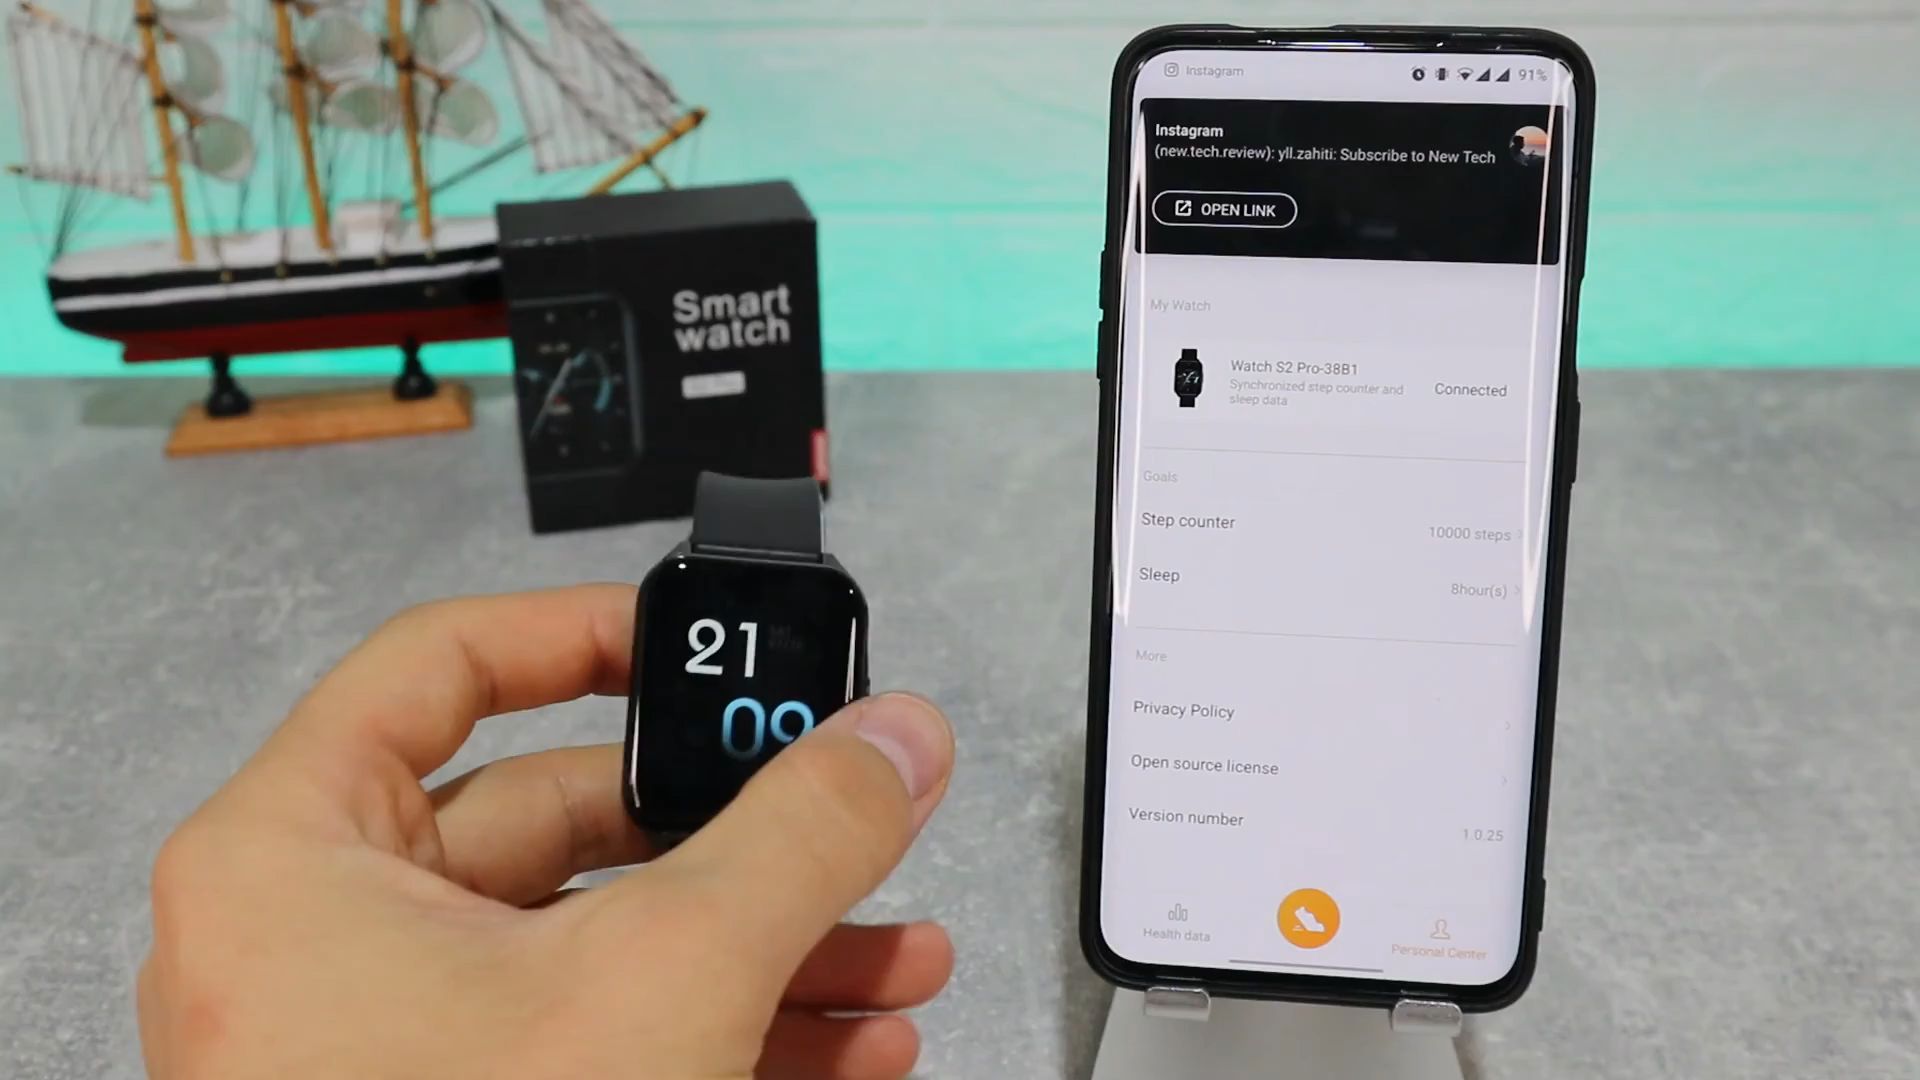 Smart
watch
21
09
Instagram
91%
Instagram
(new.tech.review): yll.zahiti: Subscribe to New Tech
OPEN LINK
My Watch
Watch S2 Pro-38B1
Synchronized step counter and
sleep data
Connected
Goals
Step counter
10000 steps
Sleep
8hour(s)
More
Privacy Policy
Open source license
Version number
1.0.25
Health data
Personal Center